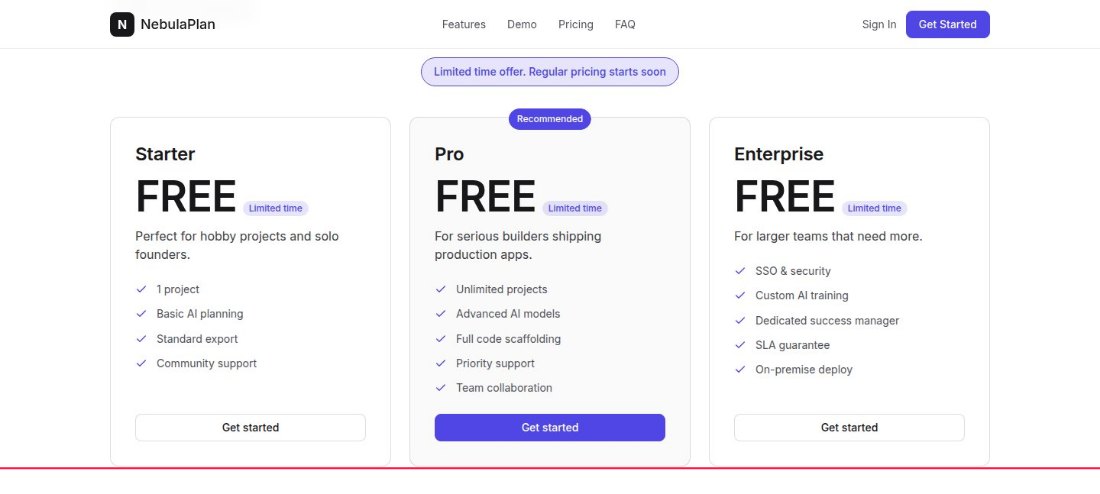 N NebulaPlan
Features Demo Pricing FAQ
Sign In Get Started
Limited time offer. Regular pricing starts soon
Starter
FREE Limited time
Perfect for hobby projects and solo
founders.
1 project
Basic AI planning
Standard export
Community support
Get started
Recommended
Pro
FREE Limited time
For serious builders shipping
production apps.
Unlimited projects
Advanced AI models
Full code scaffolding
Priority support
Team collaboration
Get started
Enterprise
FREE Limited time
For larger teams that need more.
SSO & security
Custom AI training
Dedicated success manager
SLA guarantee
On-premise deploy
Get started